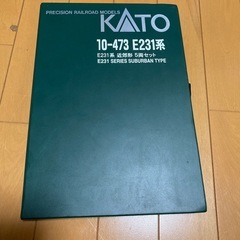 PRECISION RAILROAD MODELS
KATO
10-473 E231系
E231系 近郊形 5両セット
E231 SERIES SUBURBAN TYPE